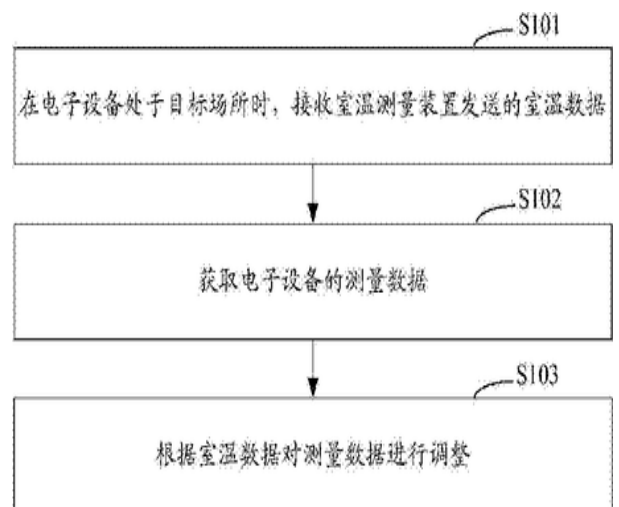 S101
在电子设备处于目标场所时，接收室温测量装置发送的室温数据
S102
获取电子设备的测量数据
S103
根据室温数据对测量数据进行调整